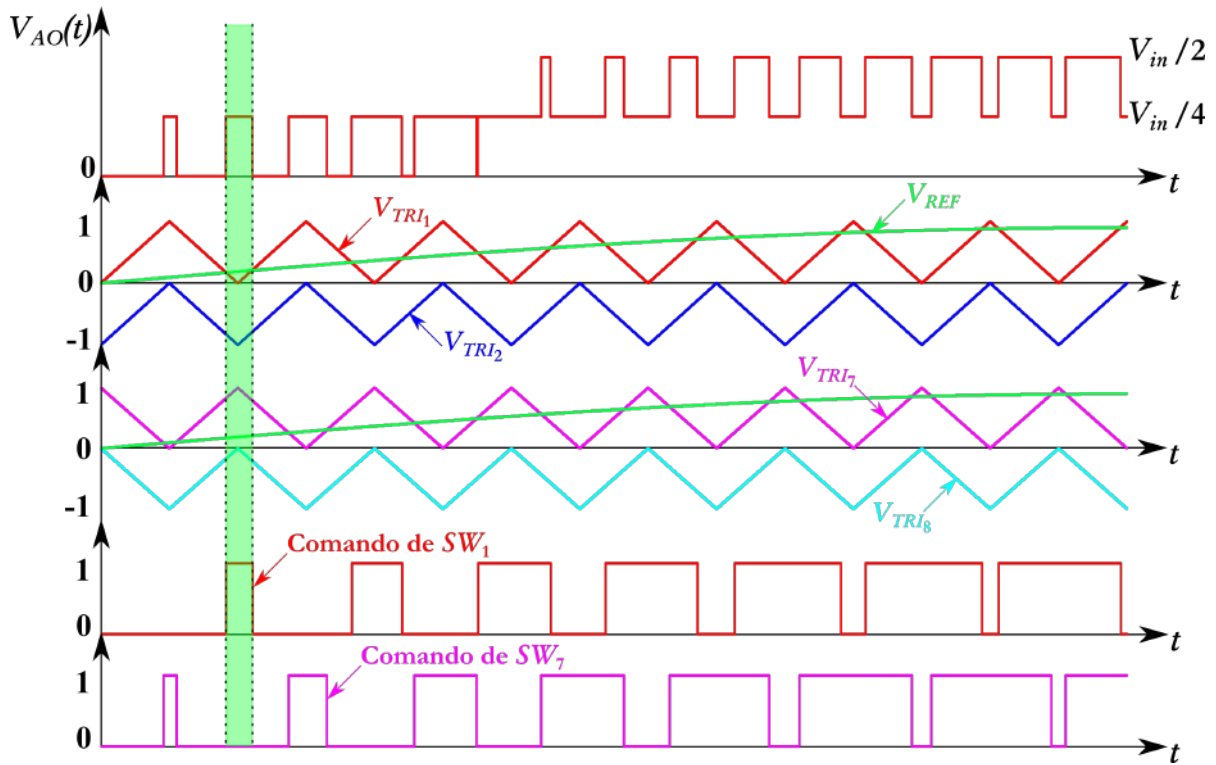 V_AO(t)
V_in /2
V_in /4
0
t
1
V_TRI1
V_REF
0
t
-1
V_TRI2
1
V_TRI7
0
t
-1
V_TRI8
Comando de SW_1
1
0
t
Comando de SW_7
1
0
t